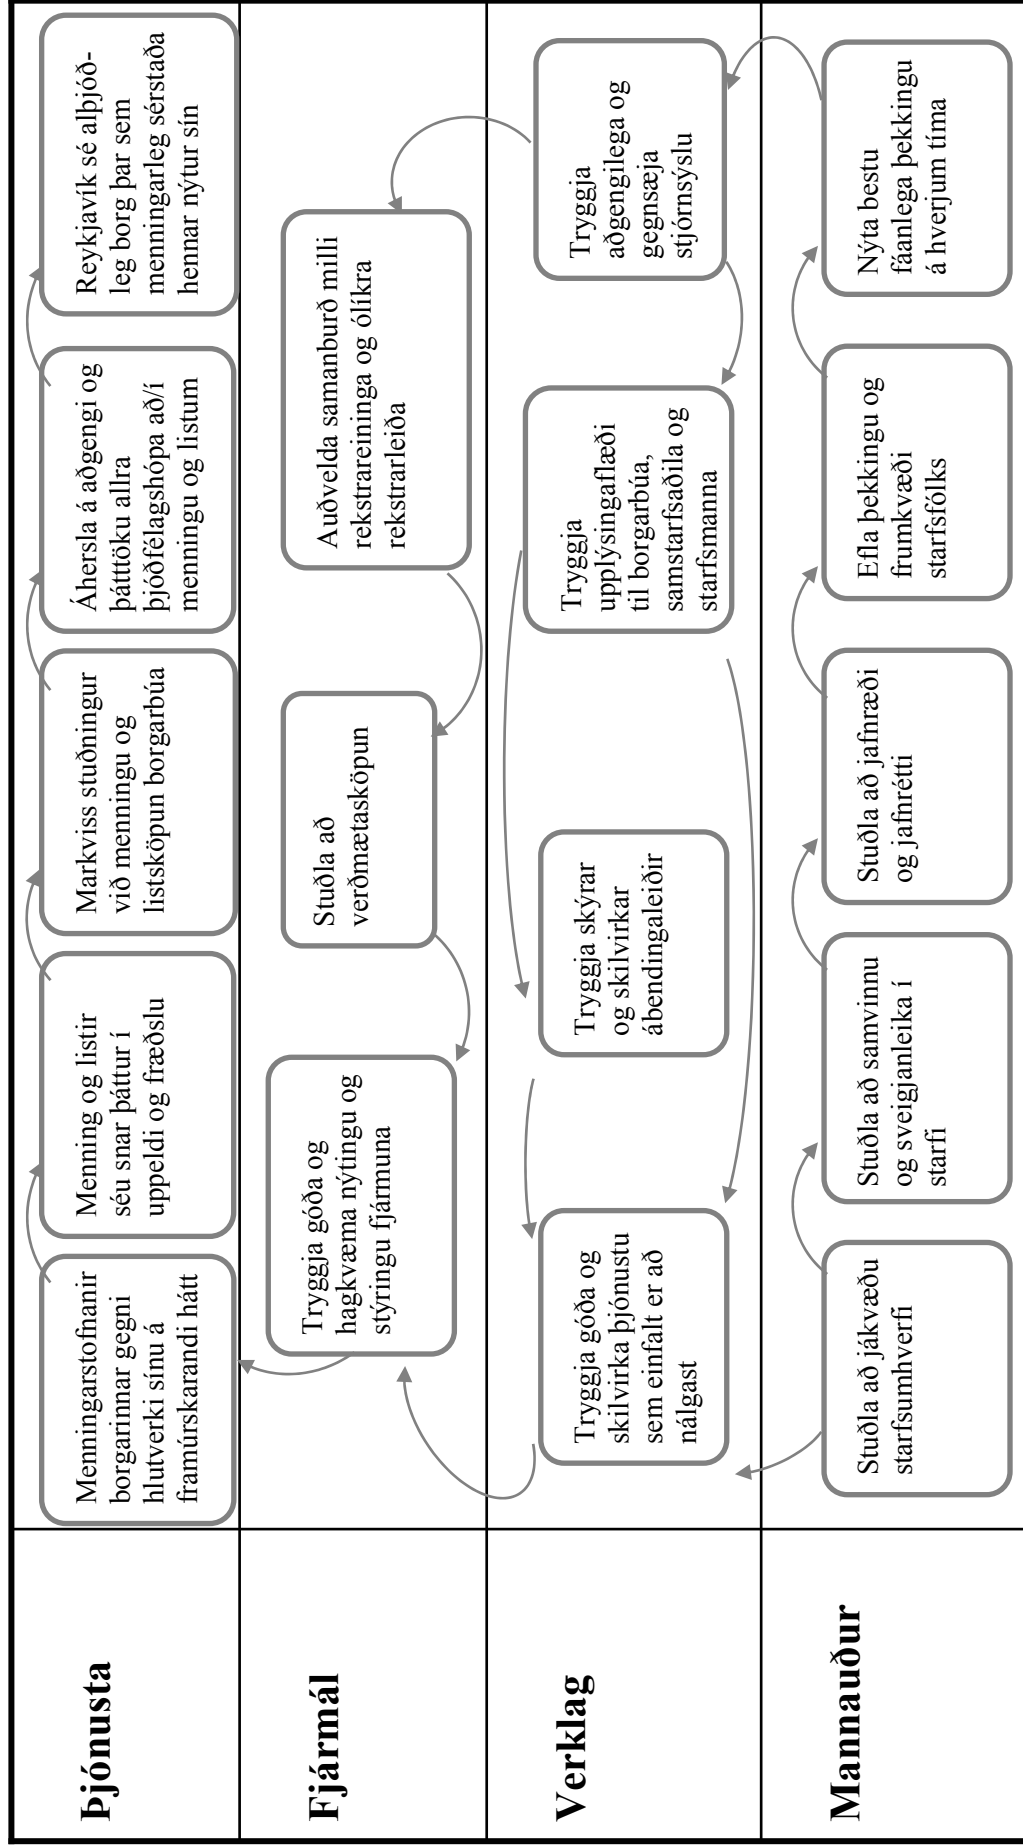 Þjónusta
Menningarstofnanir
borgarinnar gegni
hlutverki sínu á
framúrskarandi hátt
Menning og listir
séu snar þáttur í
uppeldi og fræðslu
Markviss stuðningur
við menningu og
listsköpun borgarbúa
Áhersla á aðgengi og
þátttöku allra
þjóðfélagshópa að/í
menningu og listum
Reykjavík sé alþjóð-
leg borg þar sem
menningarleg sérstaða
hennar nýtur sín
Fjármál
Tryggja góða og
hagkvæma nýtingu og
stýringu fjármuna
Stuðla að
verðmætasköpun
Auðvelda samanburð milli
rekstrareininga og ólíkra
rekstrarleiða
Verklag
Tryggja góða og
skilvirka þjónustu
sem einfalt er að
nálgast
Tryggja skýrar
og skilvirkar
ábendingaleiðir
Tryggja
upplýsingaflæði
til borgarbúa,
samstarfsaðila og
starfsmanna
Tryggja
aðgengilega og
gegnsæja
stjórnsýslu
Mannauður
Stuðla að jákvæðu
starfsumhverfi
Stuðla að samvinnu
og sveigjanleika í
starfi
Stuðla að jafnræði
og jafnrétti
Efla þekkingu og
frumkvæði
starfsfólks
Nýta bestu
fáanlega þekkingu
á hverjum tíma